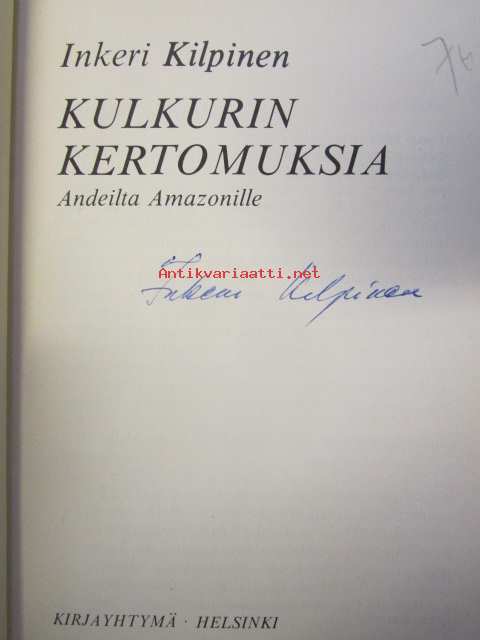 Inkeri Kilpinen
KULKURIN
KERTOMUKSIA
Andeilta Amazonille
Antikvariaatti.net
Inkeri Kilpinen
KIRJAYHTYMÄ · HELSINKI